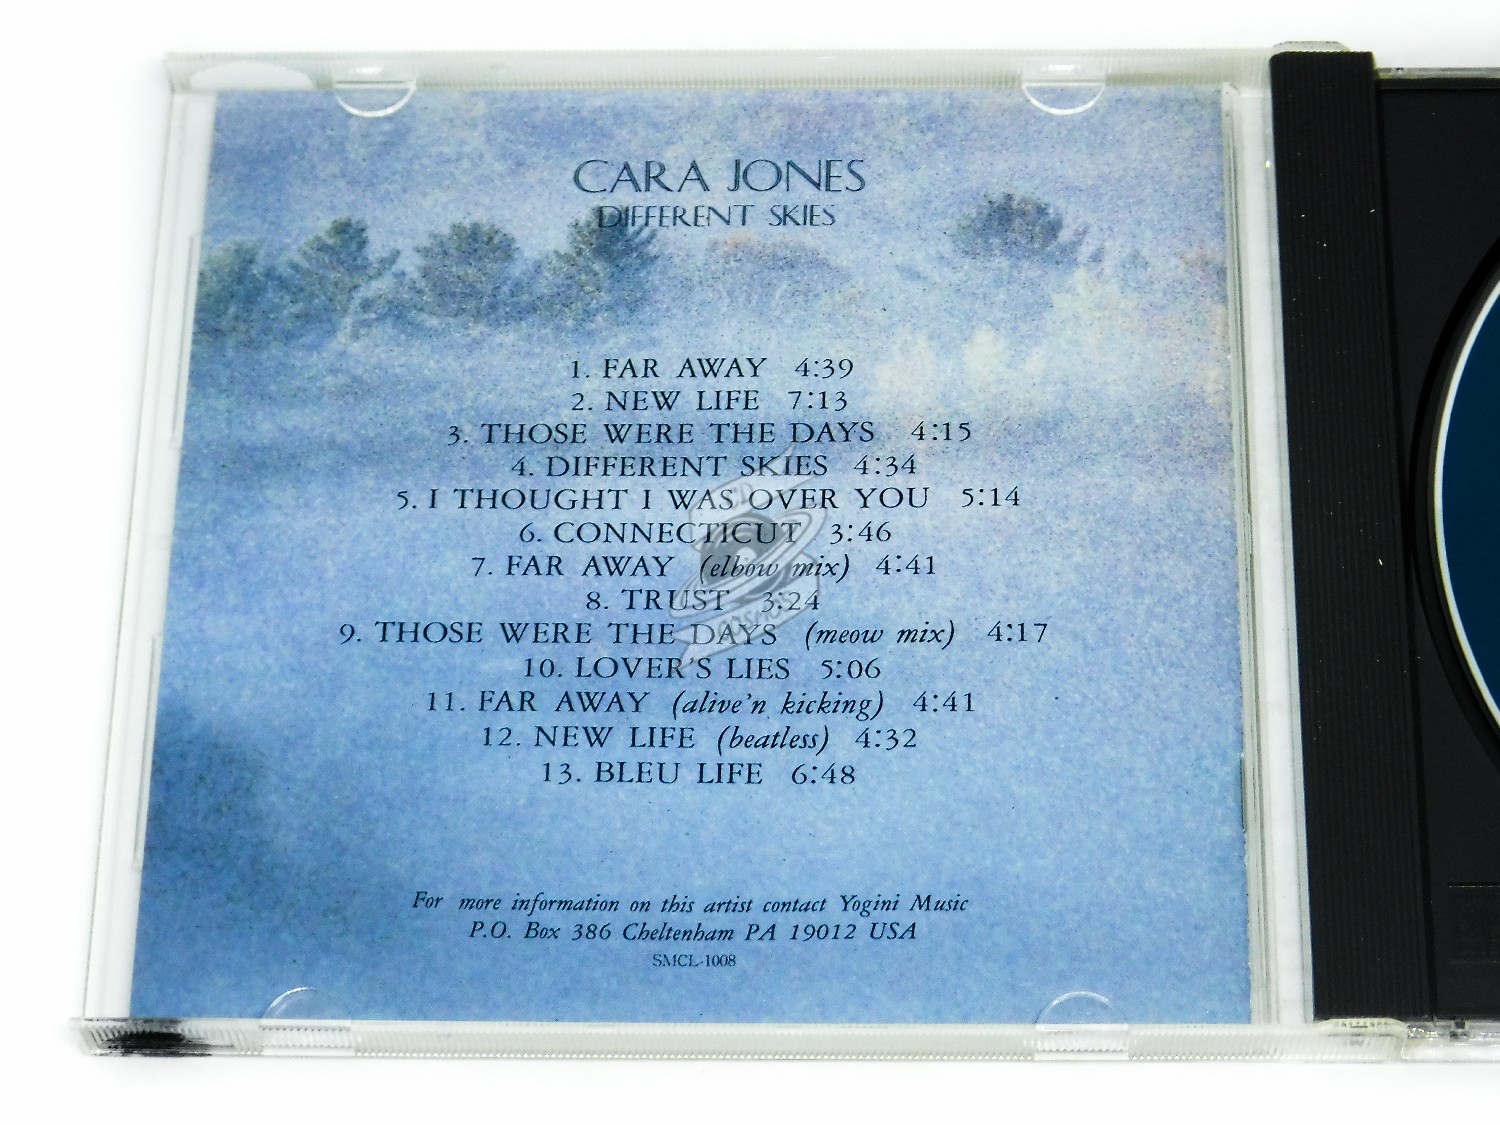 CARA JONES
DIFFERENT SKIES
1. FAR AWAY 4:39
2. NEW LIFE 7:13
3. THOSE WERE THE DAYS 4:15
4. DIFFERENT SKIES 4:34
5. I THOUGHT I WAS OVER YOU 5:14
6. CONNECTICUT 3:46
7. FAR AWAY (elbow mix) 4:41
8. TRUST 3:24
9. THOSE WERE THE DAYS (meow mix) 4:17
10. LOVER'S LIES 5:06
11. FAR AWAY (alive'n kicking) 4:41
12. NEW LIFE (beatless) 4:32
13. BLEU LIFE 6:48
For more information on this artist contact Yogini Music
P.O. Box 386 Cheltenham PA 19012 USA
SMCL-1008